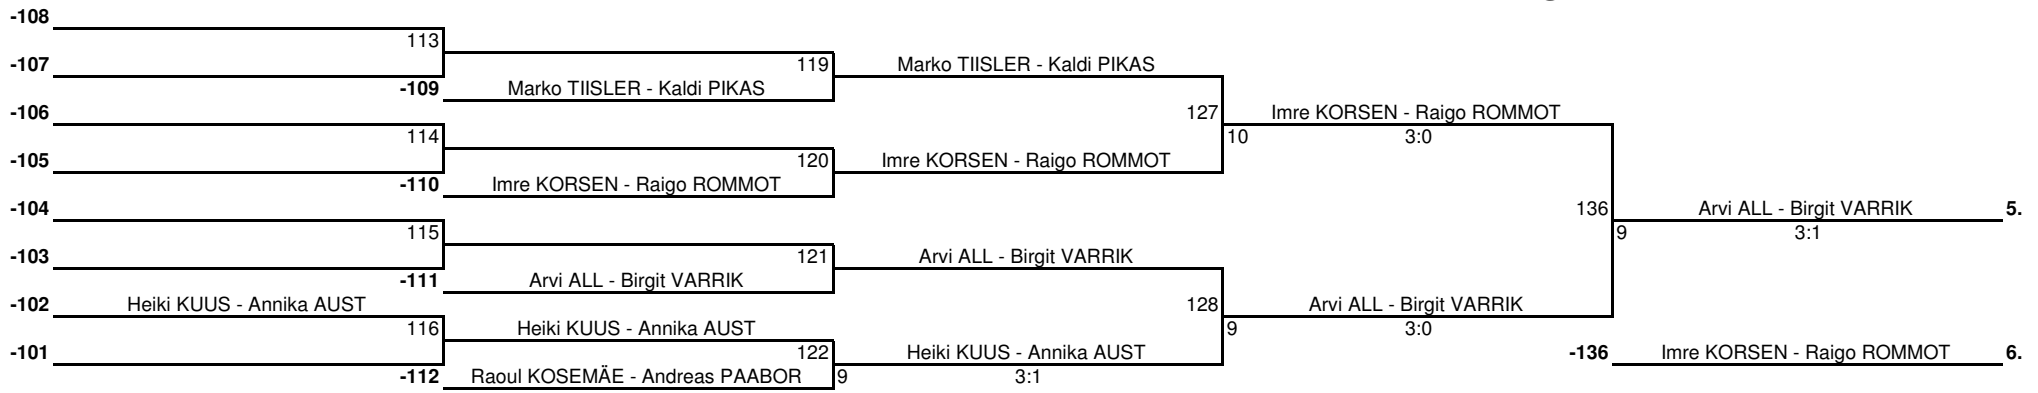 -108
113
-107
119 Marko TIISLER - Kaldi PIKAS
-109 Marko TIISLER - Kaldi PIKAS
-106 127 Imre KORSEN - Raigo ROMMOT
114 10 3:0
-105 120 Imre KORSEN - Raigo ROMMOT
-110 Imre KORSEN - Raigo ROMMOT
-104 136 Arvi ALL - Birgit VARRIK 5.
115 9 3:1
-103 121 Arvi ALL - Birgit VARRIK
-111 Arvi ALL - Birgit VARRIK
-102 Heiki KUUS - Annika AUST 128 Arvi ALL - Birgit VARRIK
116 Heiki KUUS - Annika AUST 9 3:0
-101 122 Heiki KUUS - Annika AUST -136 Imre KORSEN - Raigo ROMMOT 6.
-112 Raoul KOSEMÄE - Andreas PAABOR 9 3:1